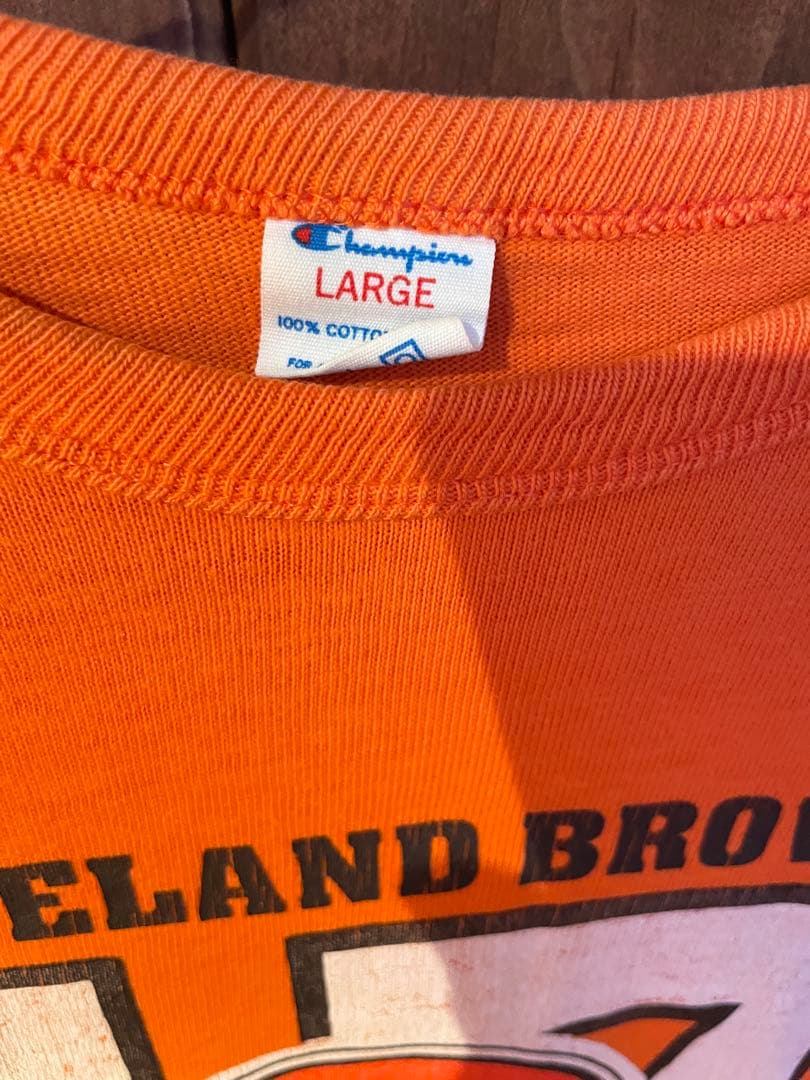 Champion
LARGE
100% COTTO
FOR
ELAND BRO